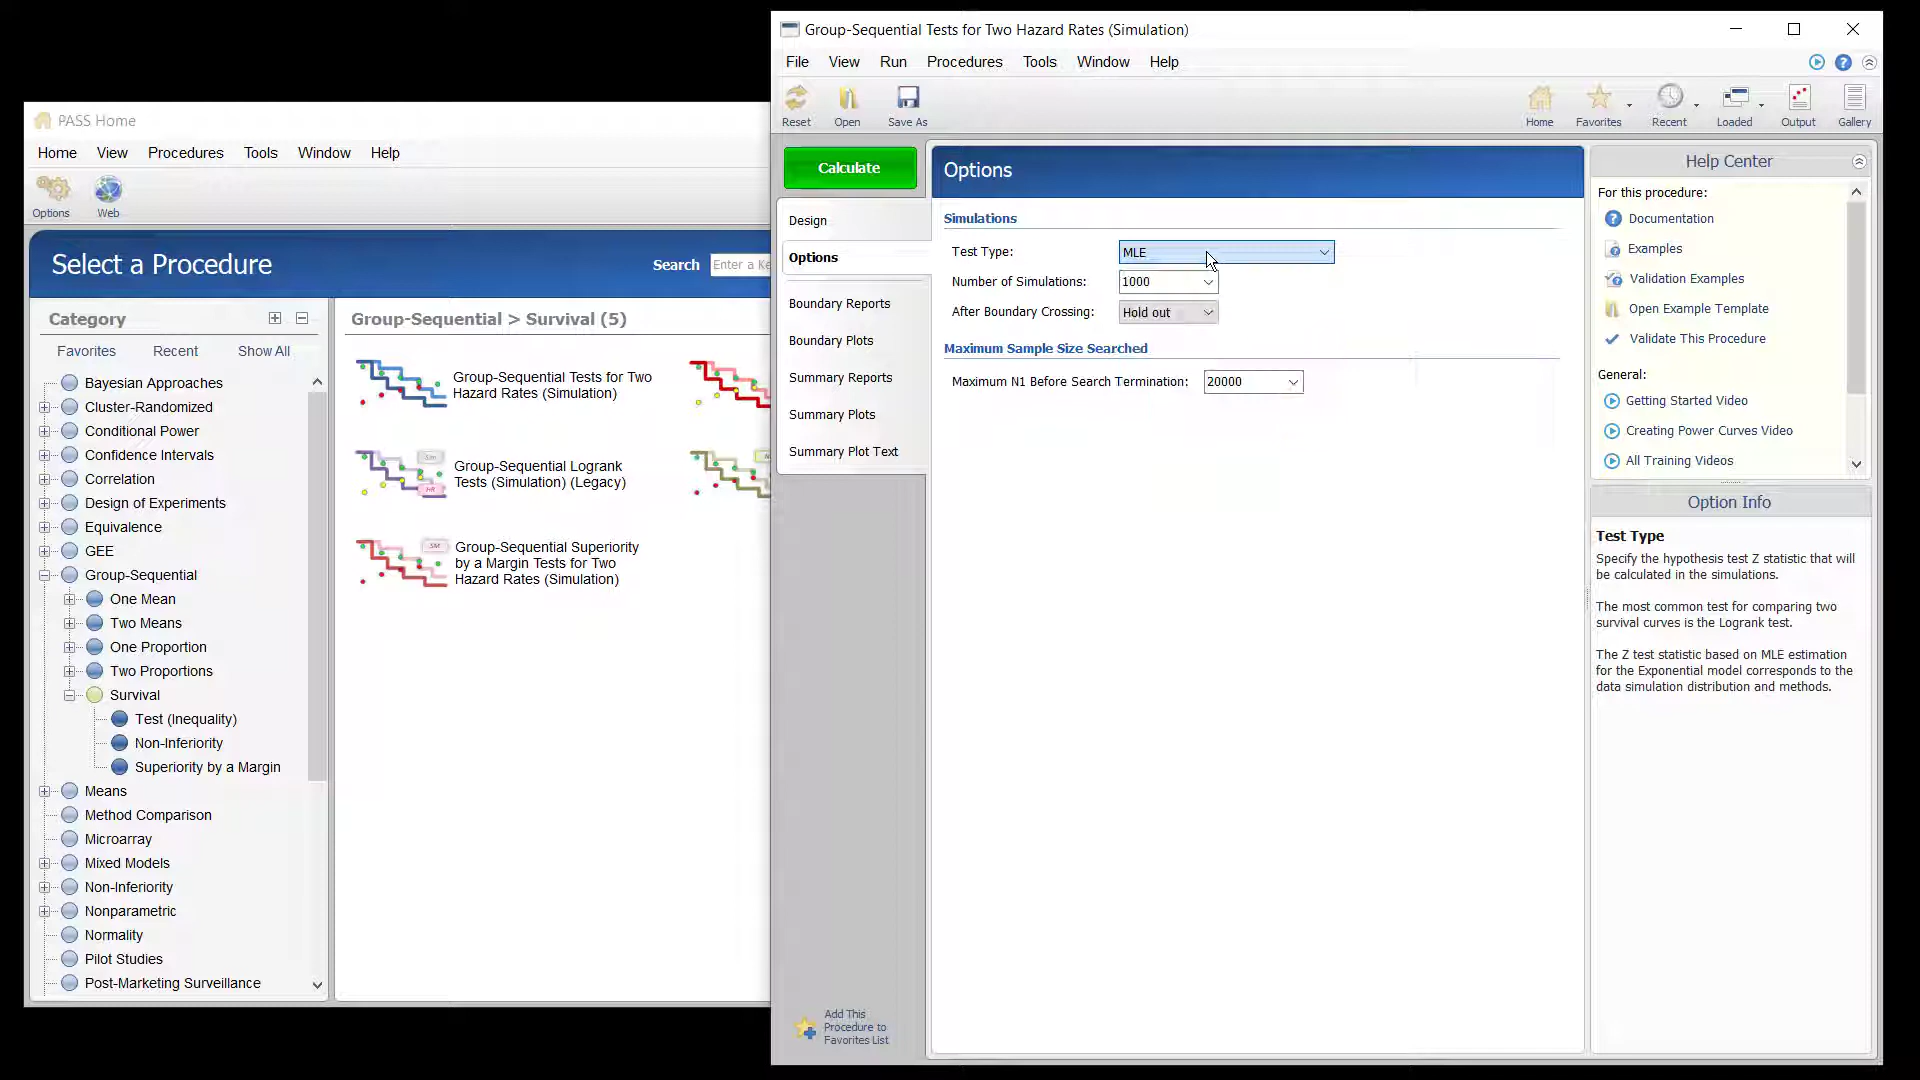 PASS Home
Home View Procedures Tools Window Help
Options Web
Select a Procedure
Search Enter a Ke
Category
Favorites Recent Show All
Bayesian Approaches
Cluster-Randomized
Conditional Power
Confidence Intervals
Correlation
Design of Experiments
Equivalence
GEE
Group-Sequential
One Mean
Two Means
One Proportion
Two Proportions
Survival
Test (Inequality)
Non-Inferiority
Superiority by a Margin
Means
Method Comparison
Microarray
Mixed Models
Non-Inferiority
Nonparametric
Normality
Pilot Studies
Post-Marketing Surveillance
Group-Sequential > Survival (5)
Group-Sequential Tests for Two
Hazard Rates (Simulation)
Sim
HR
Group-Sequential Logrank
Tests (Simulation) (Legacy)
SM
Group-Sequential Superiority
by a Margin Tests for Two
Hazard Rates (Simulation)
Group-Sequential Tests for Two Hazard Rates (Simulation)
File View Run Procedures Tools Window Help
Reset Open Save As Home Favorites Recent Loaded Output Gallery
Calculate
Design
Options
Boundary Reports
Boundary Plots
Summary Reports
Summary Plots
Summary Plot Text
Add This
Procedure to
Favorites List
Options
Simulations
Test Type: MLE
Number of Simulations: 1000
After Boundary Crossing: Hold out
Maximum Sample Size Searched
Maximum N1 Before Search Termination: 20000
Help Center
For this procedure:
Documentation
Examples
Validation Examples
Open Example Template
Validate This Procedure
General:
Getting Started Video
Creating Power Curves Video
All Training Videos
Option Info
Test Type
Specify the hypothesis test Z statistic that will
be calculated in the simulations.
The most common test for comparing two
survival curves is the Logrank test.
The Z test statistic based on MLE estimation
for the Exponential model corresponds to the
data simulation distribution and methods.